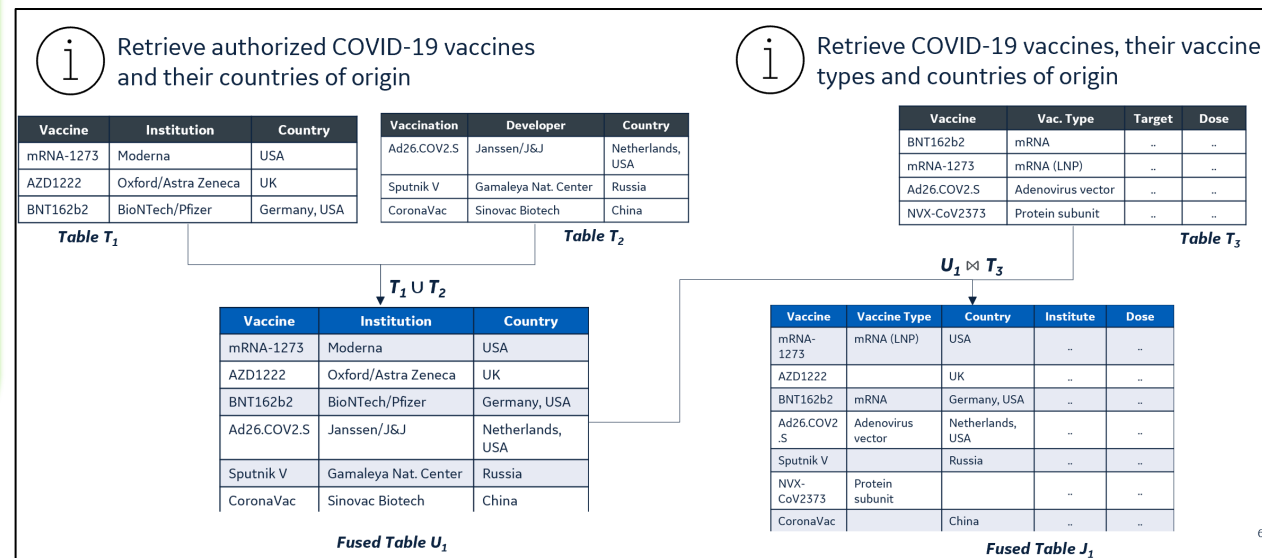 i
Retrieve authorized COVID-19 vaccines
and their countries of origin
Vaccine Institution Country
mRNA-1273 Moderna USA
AZD1222 Oxford/Astra Zeneca UK
BNT162b2 BioNTech/Pfizer Germany, USA
Table T1
Vaccination Developer Country
Ad26.COV2.S Janssen/J&J Netherlands,
USA
Sputnik V Gamaleya Nat. Center Russia
CoronaVac Sinovac Biotech China
Table T2
T1 ∪ T2
Vaccine Institution Country
mRNA-1273 Moderna USA
AZD1222 Oxford/Astra Zeneca UK
BNT162b2 BioNTech/Pfizer Germany, USA
Ad26.COV2.S Janssen/J&J Netherlands,
USA
Sputnik V Gamaleya Nat. Center Russia
CoronaVac Sinovac Biotech China
Fused Table U1
i
Retrieve COVID-19 vaccines, their vaccine
types and countries of origin
Vaccine Vac. Type Target Dose
BNT162b2 mRNA .. ..
mRNA-1273 mRNA (LNP) .. ..
Ad26.COV2.S Adenovirus vector .. ..
NVX-CoV2373 Protein subunit .. ..
Table T3
U1 ⋈ T3
Vaccine Vaccine Type Country Institute Dose
mRNA- mRNA (LNP) USA .. ..
1273
AZD1222 UK .. ..
BNT162b2 mRNA Germany, USA .. ..
Ad26.COV2 Adenovirus Netherlands, .. ..
.S vector USA
Sputnik V Russia .. ..
NVX- Protein .. ..
CoV2373 subunit
CoronaVac China .. ..
Fused Table J1
6